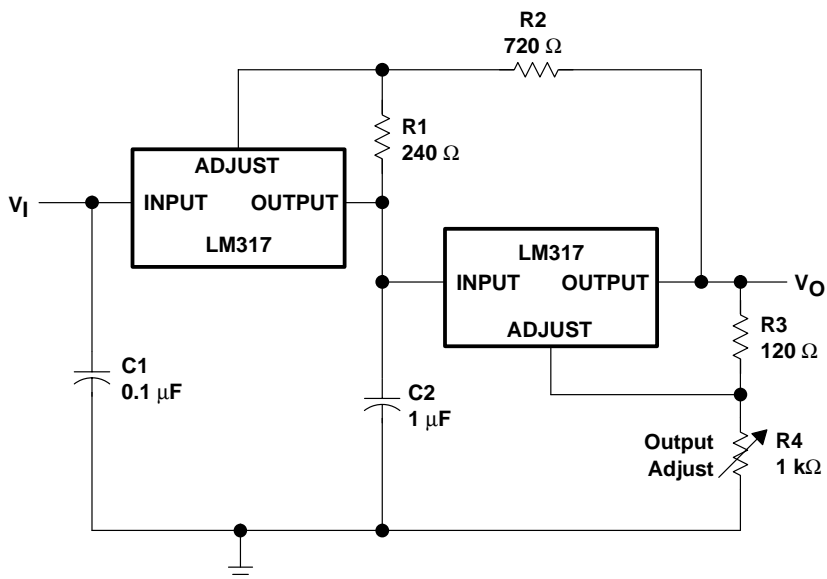 R2
720 Ω
R1
240 Ω
ADJUST
VI
INPUT OUTPUT
LM317
LM317
INPUT OUTPUT
VO
ADJUST
R3
120 Ω
C1
0.1 μF
C2
1 μF
Output
Adjust
R4
1 kΩ